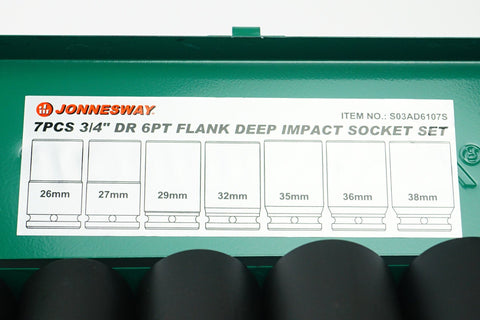 JONNESWAY
ITEM NO.: S03AD6107S
7PCS 3/4" DR 6PT FLANK DEEP IMPACT SOCKET SET
26mm 27mm 29mm 32mm 35mm 36mm 38mm